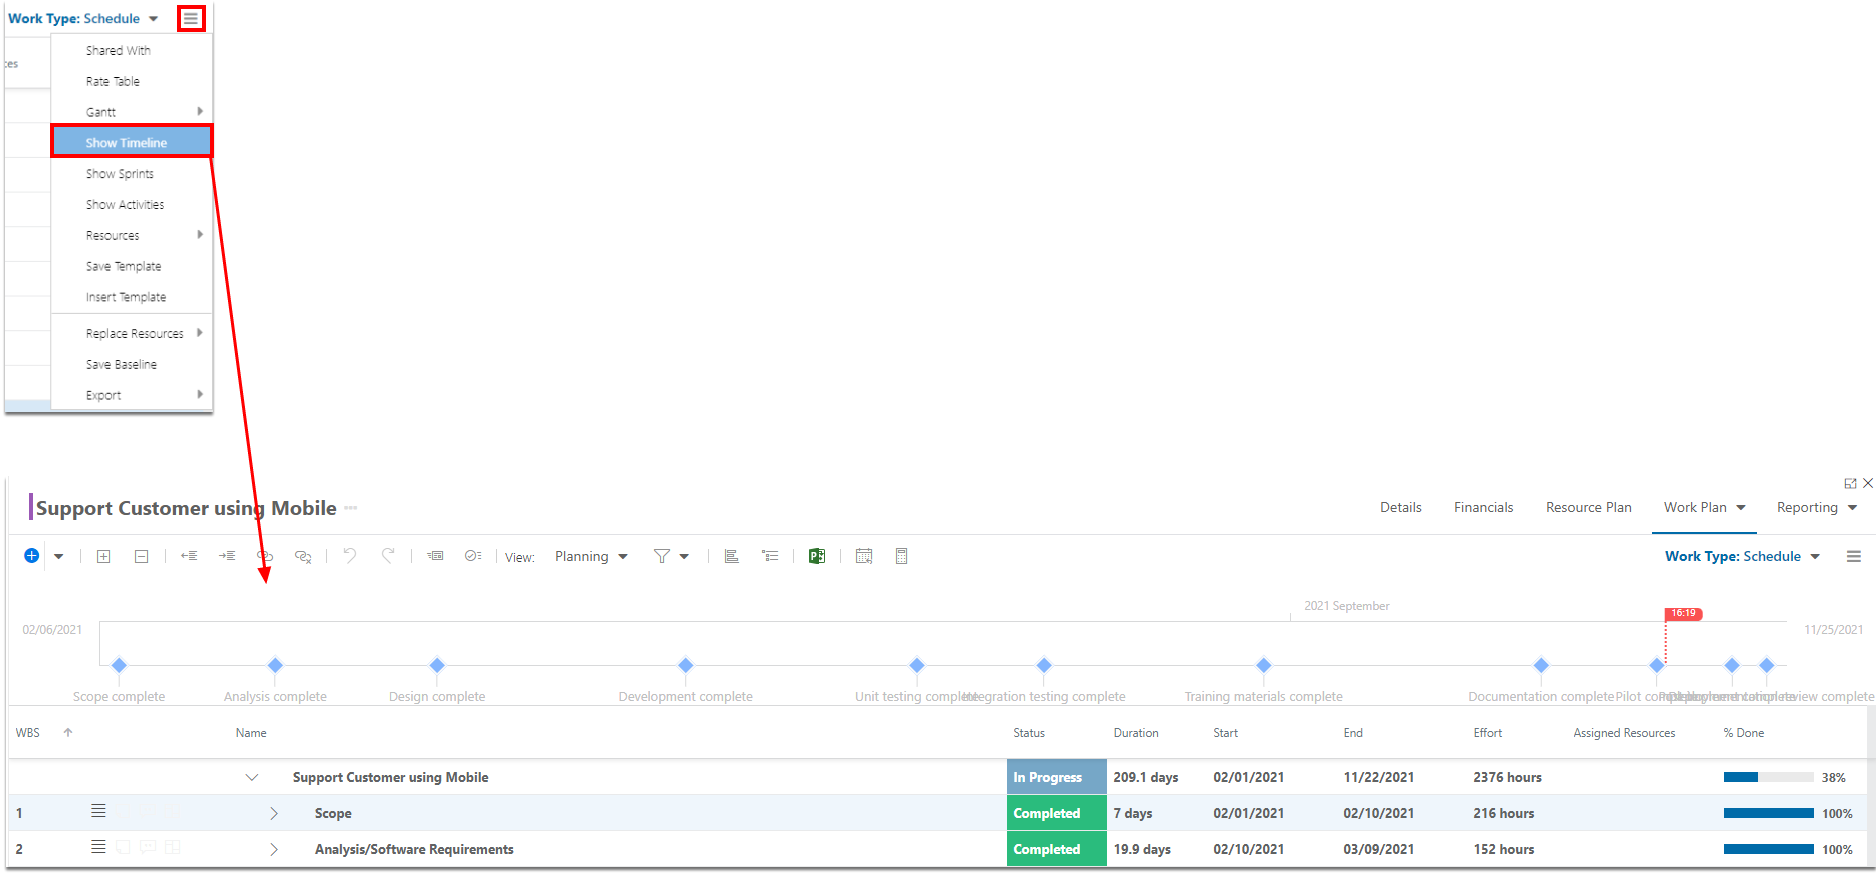 Work Type: Schedule
ces
Shared With
Rate Table
Gantt
Show Timeline
Show Sprints
Show Activities
Resources
Save Template
Insert Template
Replace Resources
Save Baseline
Export
Support Customer using Mobile
Details Financials Resource Plan Work Plan Reporting
View: Planning
Work Type: Schedule
2021 September
16:19
02/06/2021
11/25/2021
Scope complete Analysis complete Design complete Development complete Unit testing complete Integration testing complete Training materials complete Documentation complete Pilot complete review complete
WBS Name Status Duration Start End Effort Assigned Resources % Done
Support Customer using Mobile In Progress 209.1 days 02/01/2021 11/22/2021 2376 hours 38%
1 Scope Completed 7 days 02/01/2021 02/10/2021 216 hours 100%
2 Analysis/Software Requirements Completed 19.9 days 02/10/2021 03/09/2021 152 hours 100%